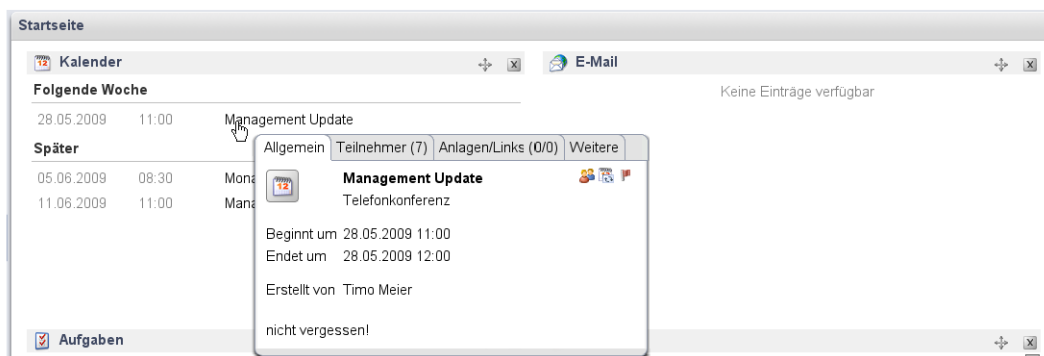 Startseite
Kalender
E-Mail
Folgende Woche
Keine Einträge verfügbar
28.05.2009 11:00 Management Update
Später
05.06.2009 08:30 Mona
11.06.2009 11:00 Mana
Allgemein Teilnehmer (7) Anlagen/Links (0/0) Weitere
Management Update
Telefonkonferenz
Beginnt um 28.05.2009 11:00
Endet um 28.05.2009 12:00
Erstellt von Timo Meier
nicht vergessen!
Aufgaben